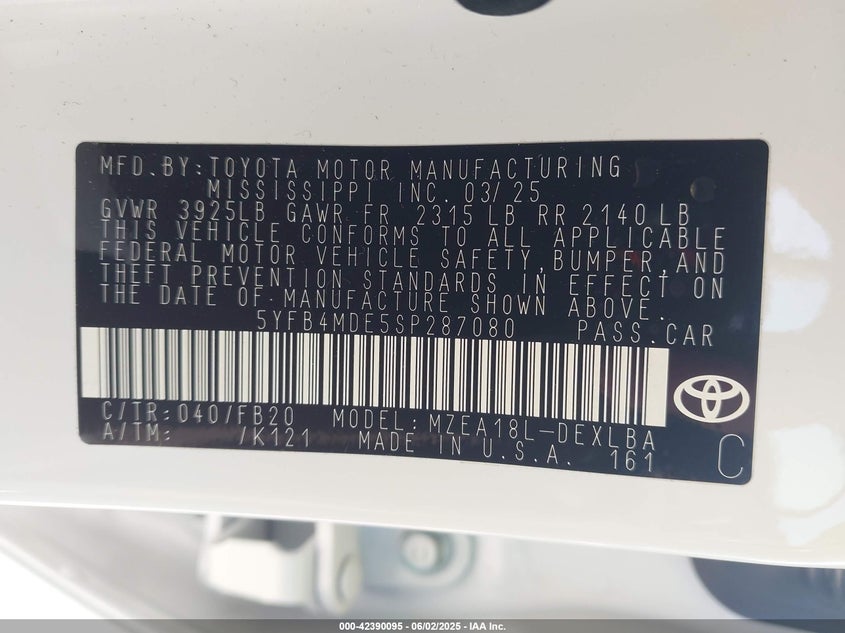 MFD.BY:TOYOTA MOTOR MANUFACTURING
MISSISSIPPI INC. 03/25
GVWR 3925LB GAWR FR 2315 LB RR 2140 LB
THIS VEHICLE CONFORMS TO ALL APPLICABLE
FEDERAL MOTOR VEHICLE SAFETY, BUMPER, AND
THEFT PREVENTION STANDARDS IN EFFECT ON
THE DATE OF MANUFACTURE SHOWN ABOVE.
5YFB4MDE5SP287080 PASS.CAR
C/TR:040/FB20 MODEL:MZEA18L-DEXLBA
A/TM: /K121 MADE IN U.S.A. 161
C
000-42390095 - 06/02/2025 - IAA Inc.